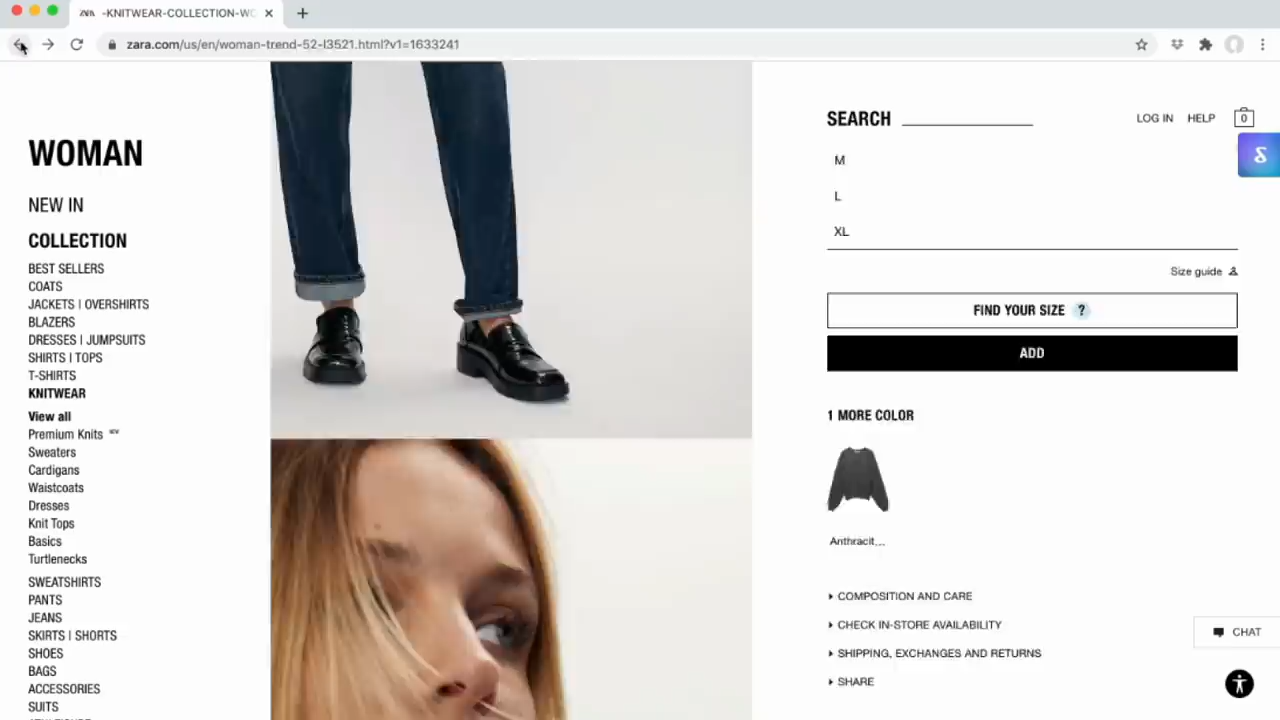 ZARA -KNITWEAR-COLLECTION-WO
zara.com/us/en/woman-trend-52-l3521.html?v1=1633241
WOMAN
NEW IN
COLLECTION
BEST SELLERS
COATS
JACKETS | OVERSHIRTS
BLAZERS
DRESSES | JUMPSUITS
SHIRTS | TOPS
T-SHIRTS
KNITWEAR
View all
Premium Knits NEW
Sweaters
Cardigans
Waistcoats
Dresses
Knit Tops
Basics
Turtlenecks
SWEATSHIRTS
PANTS
JEANS
SKIRTS | SHORTS
SHOES
BAGS
ACCESSORIES
SUITS
SEARCH
LOG IN HELP 0
M
L
XL
Size guide
FIND YOUR SIZE ?
ADD
1 MORE COLOR
Anthracit...
COMPOSITION AND CARE
CHECK IN-STORE AVAILABILITY
SHIPPING, EXCHANGES AND RETURNS
SHARE
CHAT